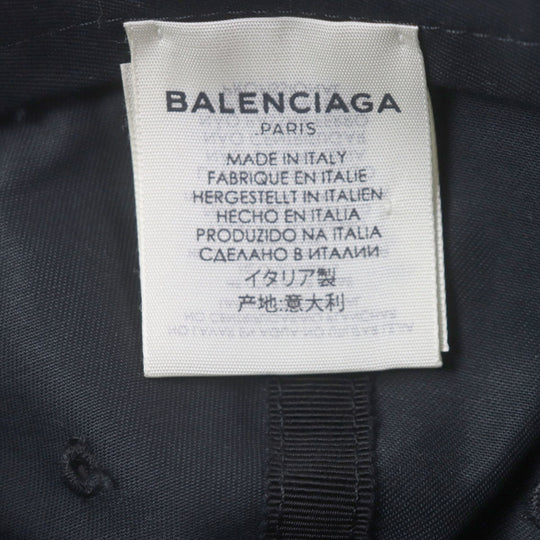 BALENCIAGA
.PARIS
MADE IN ITALY
FABRIQUE EN ITALIE
HERGESTELLT IN ITALIEN
HECHO EN ITALIA
PRODUZIDO NA ITALIA
СДЕЛАНО В ИТАЛИИ
イタリア製
产地:意大利